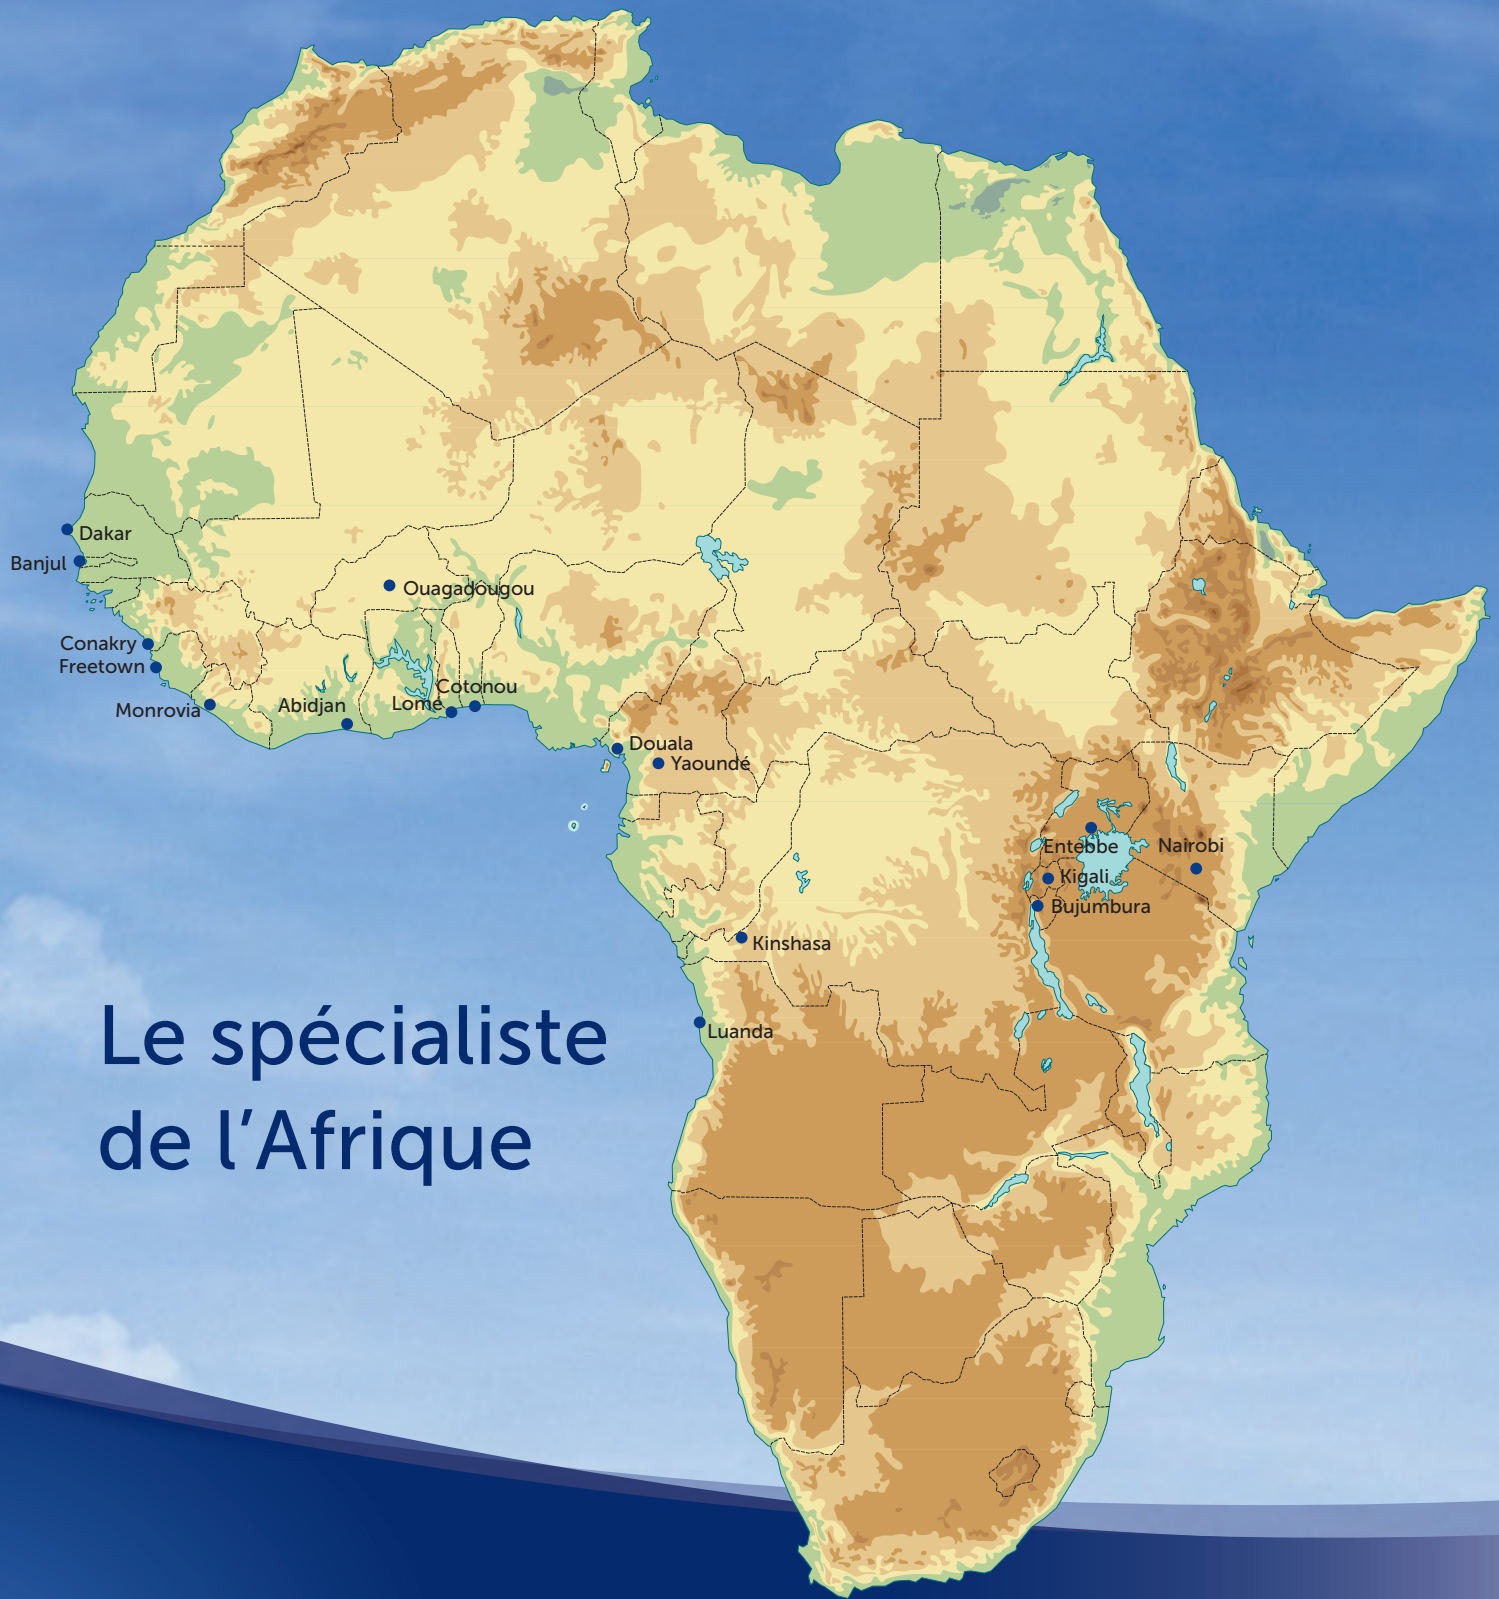 Dakar
Banjul
Ouagadougou
Conakry
Freetown
Monrovia
Abidjan
Cotonou
Lomé
Douala
Yaoundé
Entebbe
Nairobi
Kigali
Bujumbura
Kinshasa
Luanda
Le spécialiste
de l’Afrique